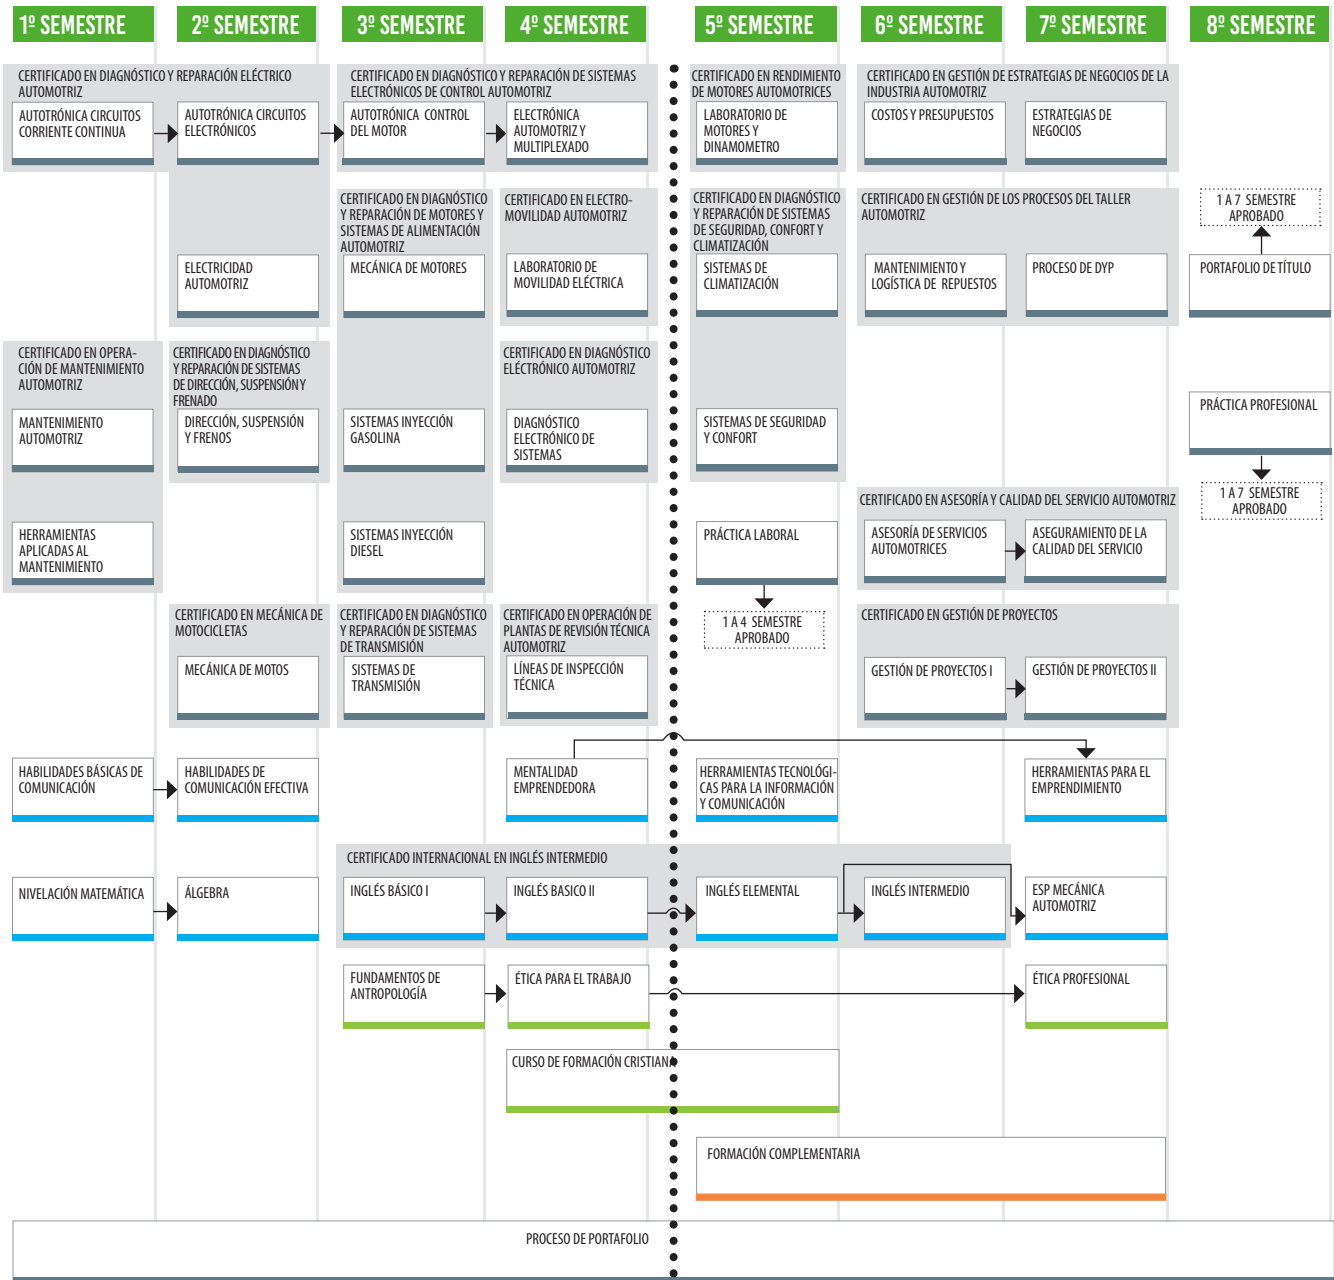 1º SEMESTRE
2º SEMESTRE
3º SEMESTRE
4º SEMESTRE
5º SEMESTRE
6º SEMESTRE
7º SEMESTRE
8º SEMESTRE
CERTIFICADO EN DIAGNÓSTICO Y REPARACIÓN ELÉCTRICO
AUTOMOTRIZ
CERTIFICADO EN DIAGNÓSTICO Y REPARACIÓN DE SISTEMAS
ELECTRÓNICOS DE CONTROL AUTOMOTRIZ
CERTIFICADO EN RENDIMIENTO
DE MOTORES AUTOMOTRICES
CERTIFICADO EN GESTIÓN DE ESTRATEGIAS DE NEGOCIOS DE LA
INDUSTRIA AUTOMOTRIZ
AUTOTRÓNICA CIRCUITOS
CORRIENTE CONTINUA
AUTOTRÓNICA CIRCUITOS
ELECTRÓNICOS
AUTOTRÓNICA CONTROL
DEL MOTOR
ELECTRÓNICA
AUTOMOTRIZ Y
MULTIPLEXADO
LABORATORIO DE
MOTORES Y
DINAMOMETRO
COSTOS Y PRESUPUESTOS
ESTRATEGIAS DE
NEGOCIOS
CERTIFICADO EN DIAGNÓSTICO
Y REPARACIÓN DE MOTORES Y
SISTEMAS DE ALIMENTACIÓN
AUTOMOTRIZ
CERTIFICADO EN ELECTRO-
MOVILIDAD AUTOMOTRIZ
CERTIFICADO EN DIAGNÓSTICO
Y REPARACIÓN DE SISTEMAS
DE SEGURIDAD, CONFORT Y
CLIMATIZACIÓN
CERTIFICADO EN GESTIÓN DE LOS PROCESOS DEL TALLER
AUTOMOTRIZ
1 A 7 SEMESTRE
APROBADO
ELECTRICIDAD
AUTOMOTRIZ
MECÁNICA DE MOTORES
LABORATORIO DE
MOVILIDAD ELÉCTRICA
SISTEMAS DE
CLIMATIZACIÓN
MANTENIMIENTO Y
LOGÍSTICA DE REPUESTOS
PROCESO DE DYP
PORTAFOLIO DE TÍTULO
CERTIFICADO EN OPERA-
CIÓN DE MANTENIMIENTO
AUTOMOTRIZ
CERTIFICADO EN DIAGNÓSTICO
Y REPARACIÓN DE SISTEMAS
DE DIRECCIÓN, SUSPENSIÓN Y
FRENADO
CERTIFICADO EN DIAGNÓSTICO
ELÉCTRÓNICO AUTOMOTRIZ
MANTENIMIENTO
AUTOMOTRIZ
DIRECCIÓN, SUSPENSIÓN
Y FRENOS
SISTEMAS INYECCIÓN
GASOLINA
DIAGNÓSTICO
ELECTRÓNICO DE
SISTEMAS
SISTEMAS DE SEGURIDAD
Y CONFORT
PRÁCTICA PROFESIONAL
1 A 7 SEMESTRE
APROBADO
CERTIFICADO EN ASESORÍA Y CALIDAD DEL SERVICIO AUTOMOTRIZ
HERRAMIENTAS
APLICADAS AL
MANTENIMIENTO
SISTEMAS INYECCIÓN
DIESEL
PRÁCTICA LABORAL
ASESORÍA DE SERVICIOS
AUTOMOTRICES
ASEGURAMIENTO DE LA
CALIDAD DEL SERVICIO
1 A 4 SEMESTRE
APROBADO
CERTIFICADO EN MECÁNICA DE
MOTOCICLETAS
CERTIFICADO EN DIAGNÓSTICO
Y REPARACIÓN DE SISTEMAS
DE TRANSMISIÓN
CERTIFICADO EN OPERACIÓN DE
PLANTAS DE REVISIÓN TÉCNICA
AUTOMOTRIZ
CERTIFICADO EN GESTIÓN DE PROYECTOS
MECÁNICA DE MOTOS
SISTEMAS DE
TRANSMISIÓN
LÍNEAS DE INSPECCIÓN
TÉCNICA
GESTIÓN DE PROYECTOS I
GESTIÓN DE PROYECTOS II
HABILIDADES BÁSICAS DE
COMUNICACIÓN
HABILIDADES DE
COMUNICACIÓN EFECTIVA
MENTALIDAD
EMPRENDEDORA
HERRAMIENTAS TECNOLÓGI-
CAS PARA LA INFORMACIÓN
Y COMUNICACIÓN
HERRAMIENTAS PARA EL
EMPRENDIMIENTO
CERTIFICADO INTERNACIONAL EN INGLÉS INTERMEDIO
NIVELACIÓN MATEMÁTICA
ÁLGEBRA
INGLÉS BÁSICO I
INGLÉS BASICO II
INGLÉS ELEMENTAL
INGLÉS INTERMEDIO
ESP MECÁNICA
AUTOMOTRIZ
FUNDAMENTOS DE
ANTROPOLOGÍA
ÉTICA PARA EL TRABAJO
ÉTICA PROFESIONAL
CURSO DE FORMACIÓN CRISTIANA
FORMACIÓN COMPLEMENTARIA
PROCESO DE PORTAFOLIO